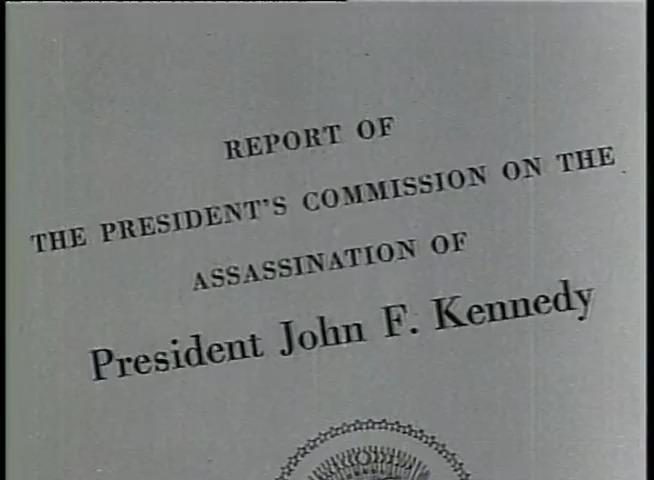 REPORT OF
THE PRESIDENT'S COMMISSION ON THE
ASSASSINATION OF
President John F. Kennedy